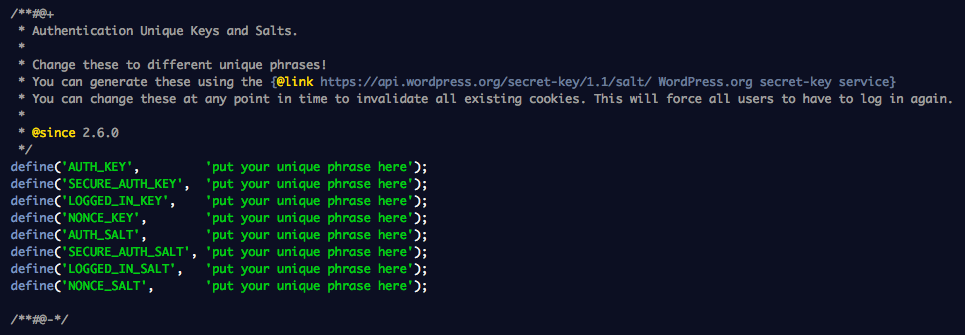 /**#@+
 * Authentication Unique Keys and Salts.
 *
 * Change these to different unique phrases!
 * You can generate these using the {@link https://api.wordpress.org/secret-key/1.1/salt/ WordPress.org secret-key service}
 * You can change these at any point in time to invalidate all existing cookies. This will force all users to have to log in again.
 *
 * @since 2.6.0
 */
define('AUTH_KEY',         'put your unique phrase here');
define('SECURE_AUTH_KEY',  'put your unique phrase here');
define('LOGGED_IN_KEY',    'put your unique phrase here');
define('NONCE_KEY',        'put your unique phrase here');
define('AUTH_SALT',        'put your unique phrase here');
define('SECURE_AUTH_SALT', 'put your unique phrase here');
define('LOGGED_IN_SALT',   'put your unique phrase here');
define('NONCE_SALT',       'put your unique phrase here');

/**#@-*/